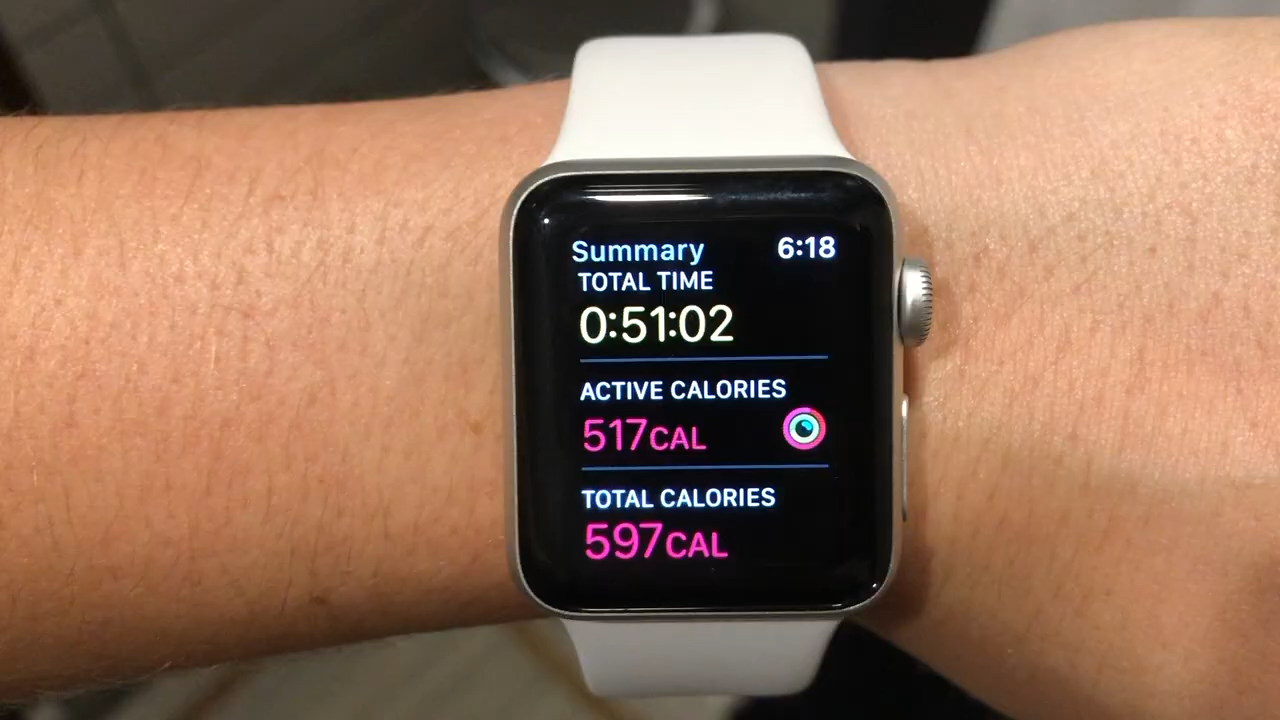 Summary 6:18
TOTAL TIME
0:51:02
ACTIVE CALORIES
517CAL
TOTAL CALORIES
597CAL